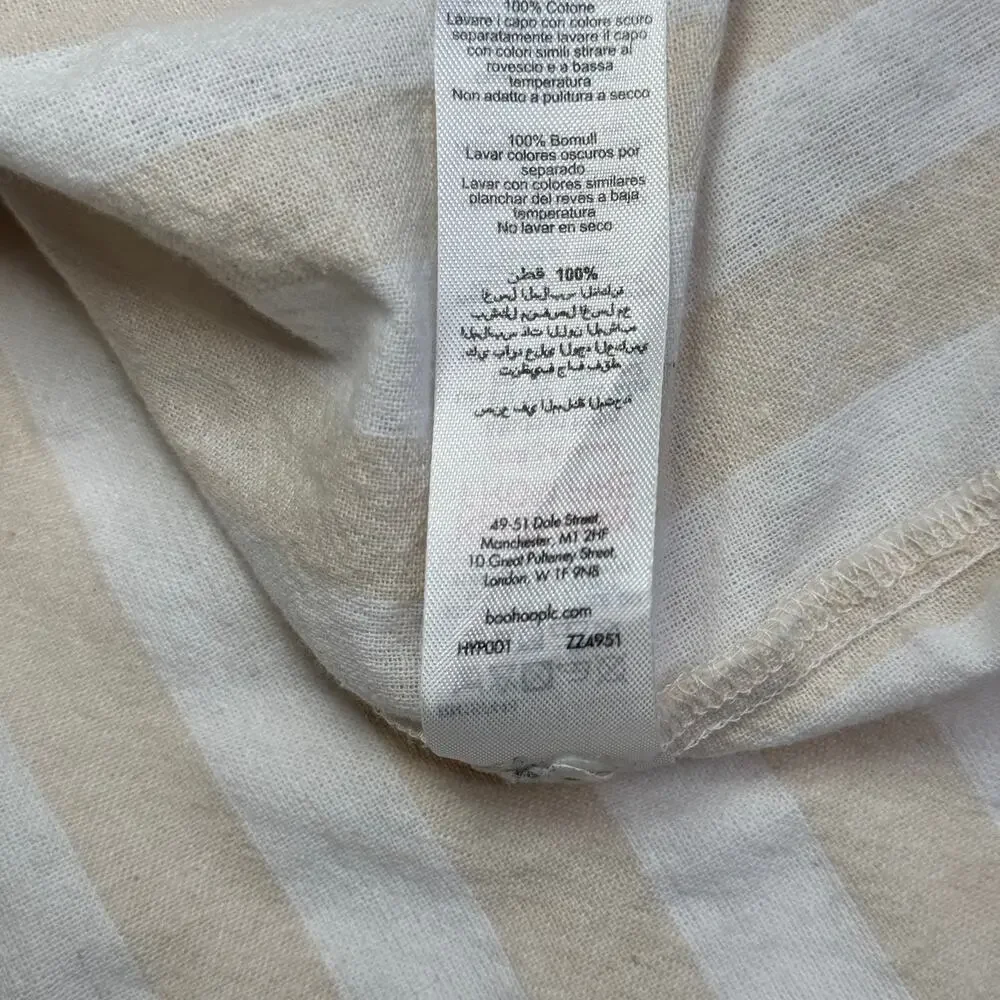 100% Cotone
Lavare i capo con colore scuro
separatamente lavare il capo
con colori simili stirare al
rovescio e a bassa
temperatura
Non adatto a pulitura a secco
100% Bomull
Lavar colores oscuros por
separado
Lavar con colores similares
planchar del reves a baja
temperatura
No lavar en seco
100% قطن
49-51 Dale Street,
Manchester, M1 2HF
10 Great Pulteney Street
London, W 1F 9NB
boohooplc.com
HYP001 ZZ4951